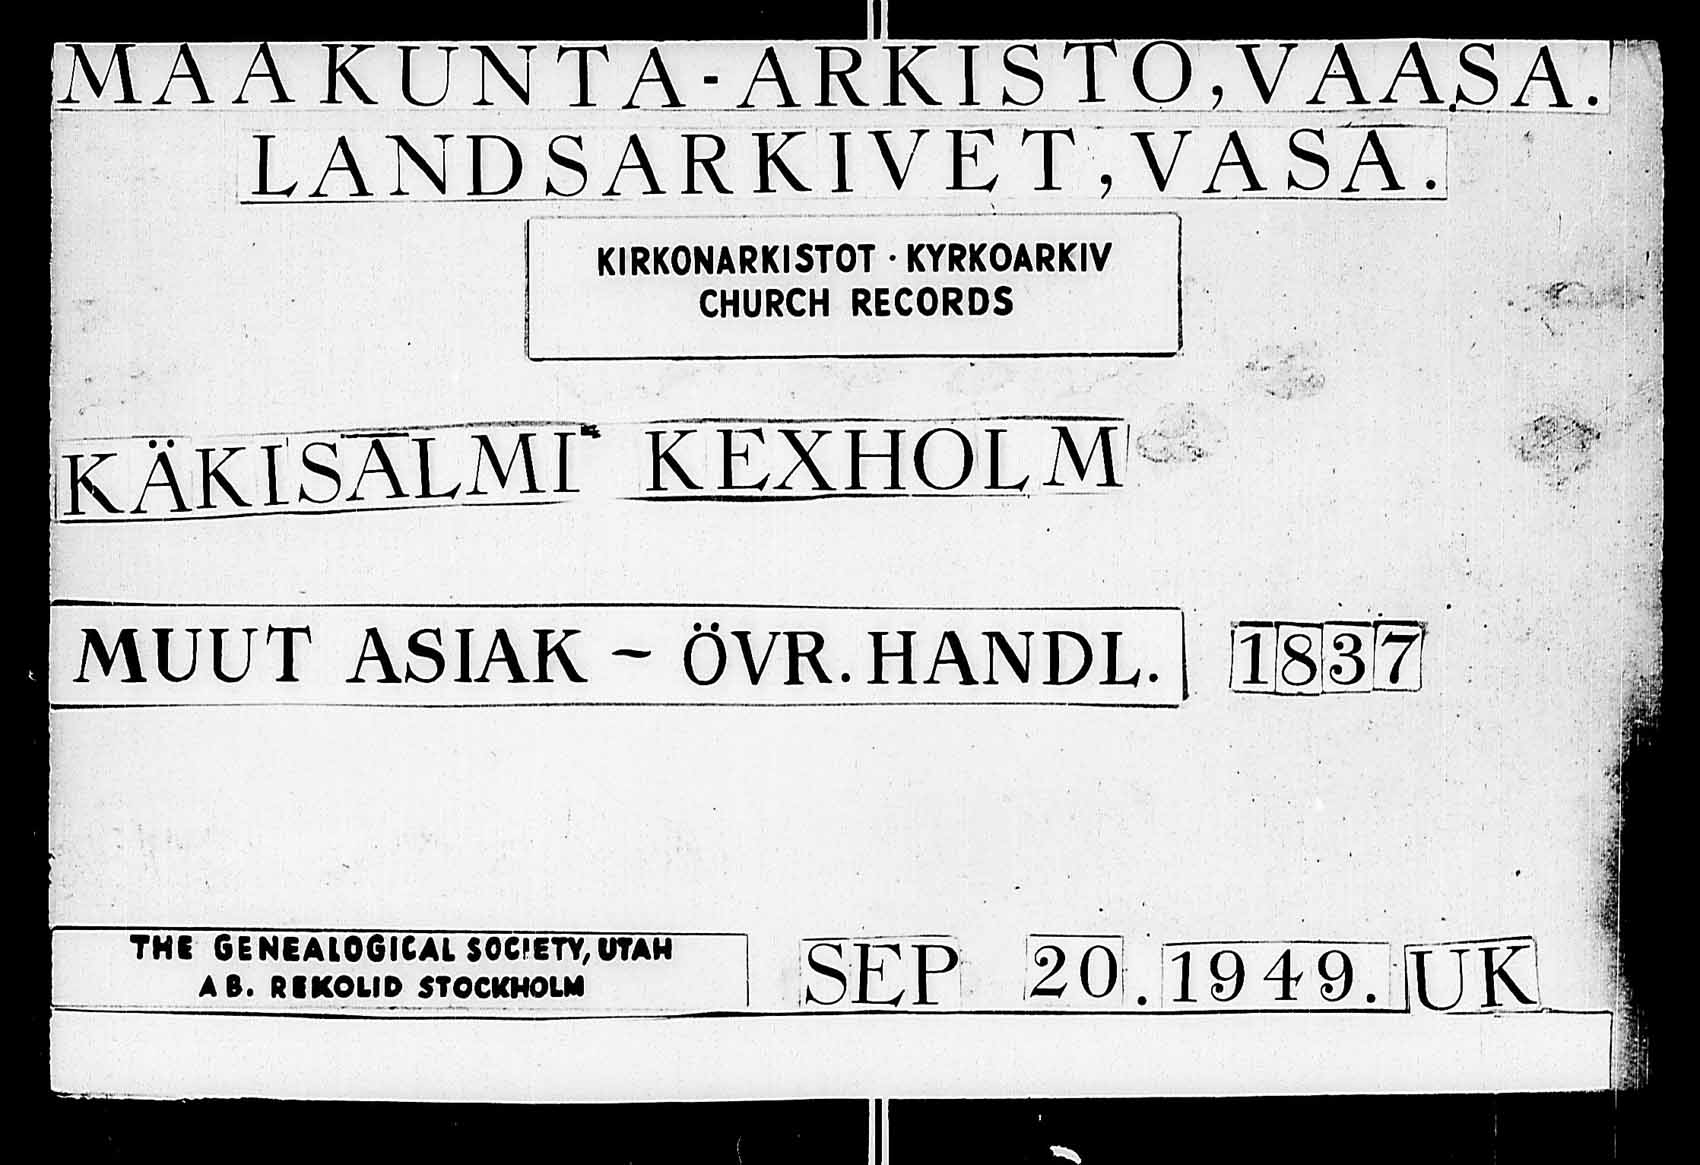 MAAKUNTA-ARKISTO, VAASA.
LANDSARKIVET, VASA.
KIRKONARKISTOT · KYRKOARKIV
CHURCH RECORDS
KÄKISALMI KEXHOLM
MUUT ASIAK ~ ÖVR. HANDL. 1837
THE GENEALOGICAL SOCIETY, UTAH
AB. REKOLID STOCKHOLM
SEP 20. 1949. UK